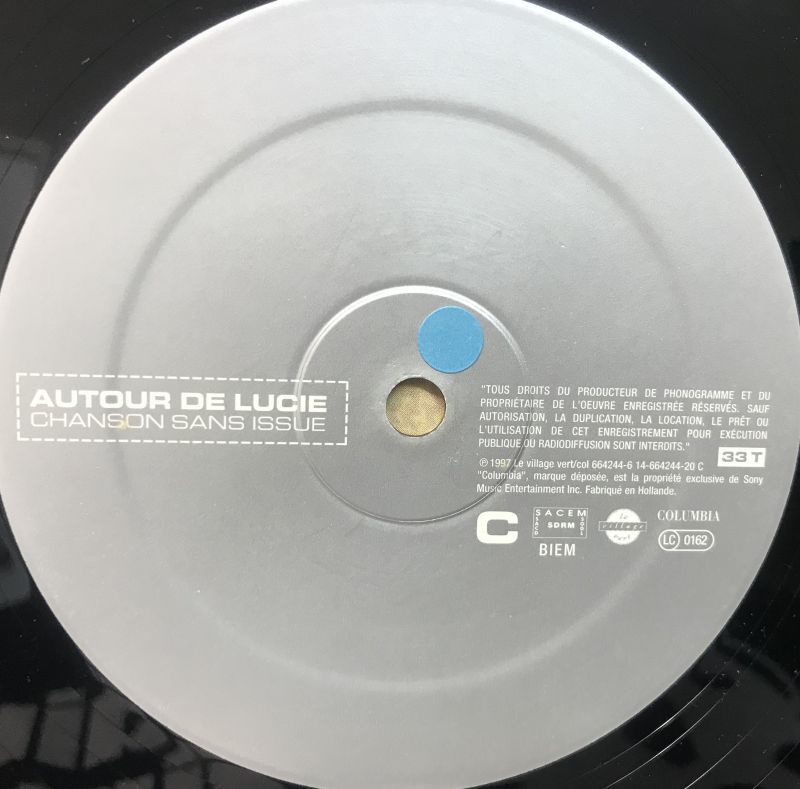 AUTOUR DE LUCIE
CHANSON SANS ISSUE
"TOUS DROITS DU PRODUCTEUR DE PHONOGRAMME ET DU
PROPRIÉTAIRE DE L'OEUVRE ENREGISTRÉE RÉSERVÉS. SAUF
AUTORISATION, LA DUPLICATION, LA LOCATION, LE PRÊT OU
L'UTILISATION DE CET ENREGISTREMENT POUR EXÉCUTION
PUBLIQUE OU RADIODIFFUSION SONT INTERDITS."
33 T
℗ 1997 Le village vert/col 664244-6 14-664244-20 C
"Columbia", marque déposée, est la propriété exclusive de Sony
Music Entertainment Inc. Fabriqué en Hollande.
C
SACEM
SACD
SDRM
SGDL
BIEM
le
village
vert
COLUMBIA
LC 0162